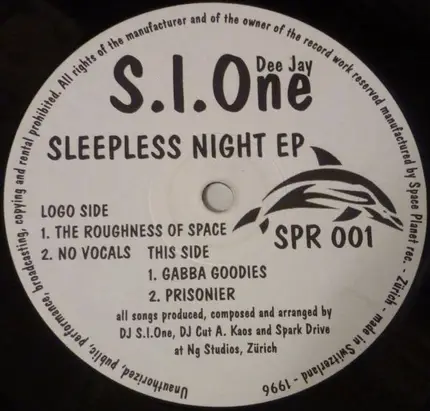 Dee Jay
S.I.One
SLEEPLESS NIGHT EP
SPR 001
LOGO SIDE
1. THE ROUGHNESS OF SPACE
2. NO VOCALS
THIS SIDE
1. GABBA GOODIES
2. PRISONIER
all songs produced, composed and arranged by
DJ S.I.One, DJ Cut A. Kaos and Spark Drive
at Ng Studios, Zürich
Unauthorized, public, performance, broadcasting, copying and rental prohibited. All rights of the manufacturer and of the owner of the record work reserved manufactured by Space Planet rec. - Zürich - made in Switzerland - 1996